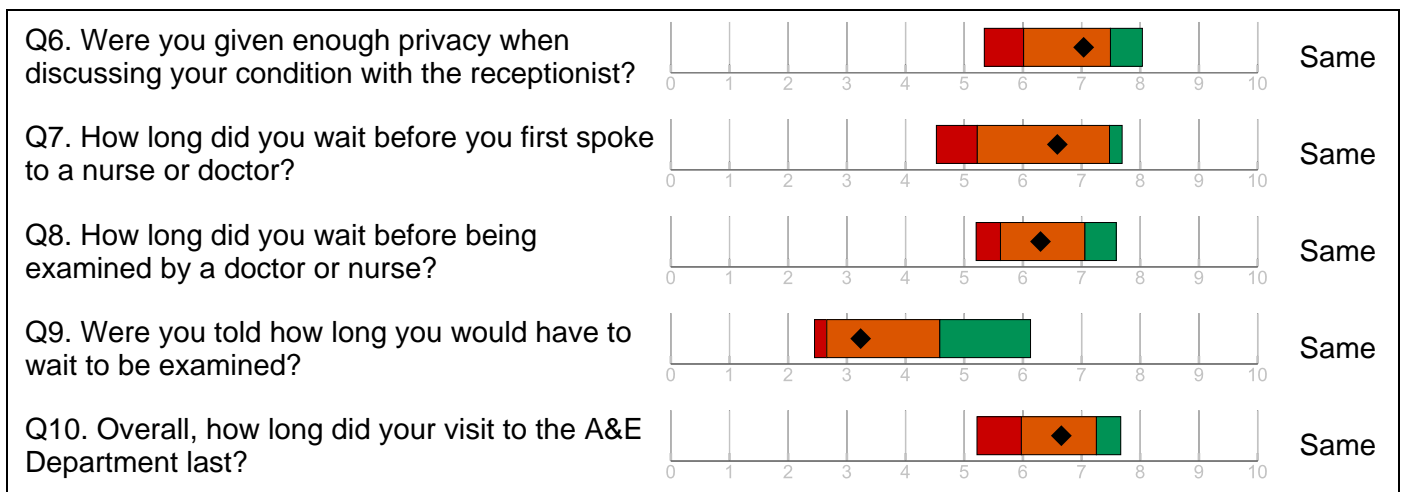 Q6. Were you given enough privacy when
discussing your condition with the receptionist?
Same
0 1 2 3 4 5 6 7 8 9 10
Q7. How long did you wait before you first spoke
to a nurse or doctor?
Same
0 1 2 3 4 5 6 7 8 9 10
Q8. How long did you wait before being
examined by a doctor or nurse?
Same
0 1 2 3 4 5 6 7 8 9 10
Q9. Were you told how long you would have to
wait to be examined?
Same
0 1 2 3 4 5 6 7 8 9 10
Q10. Overall, how long did your visit to the A&E
Department last?
Same
0 1 2 3 4 5 6 7 8 9 10